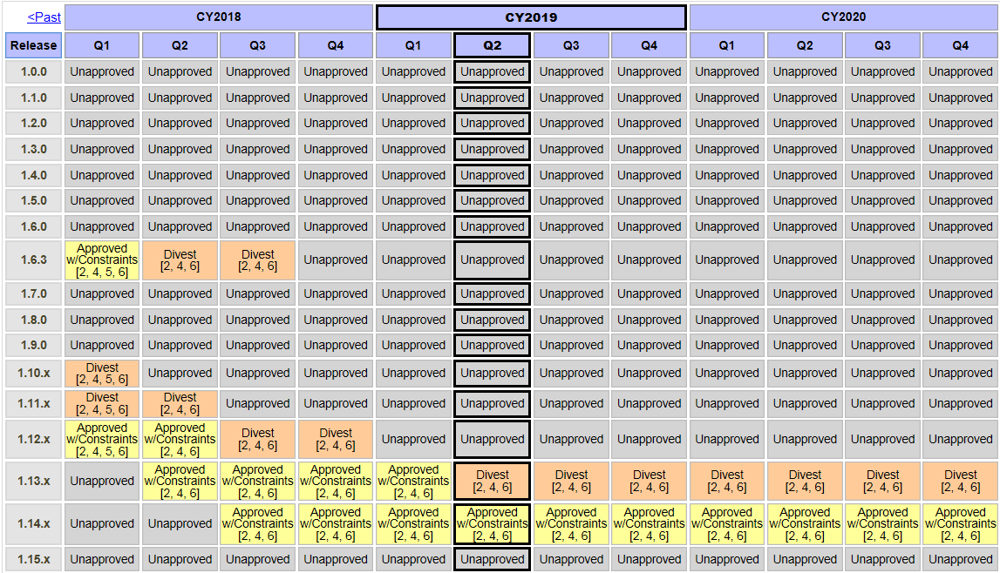 <Past CY2018 CY2019 CY2020
Release Q1 Q2 Q3 Q4 Q1 Q2 Q3 Q4 Q1 Q2 Q3 Q4
1.0.0 Unapproved Unapproved Unapproved Unapproved Unapproved Unapproved Unapproved Unapproved Unapproved Unapproved Unapproved Unapproved
1.1.0 Unapproved Unapproved Unapproved Unapproved Unapproved Unapproved Unapproved Unapproved Unapproved Unapproved Unapproved Unapproved
1.2.0 Unapproved Unapproved Unapproved Unapproved Unapproved Unapproved Unapproved Unapproved Unapproved Unapproved Unapproved Unapproved
1.3.0 Unapproved Unapproved Unapproved Unapproved Unapproved Unapproved Unapproved Unapproved Unapproved Unapproved Unapproved Unapproved
1.4.0 Unapproved Unapproved Unapproved Unapproved Unapproved Unapproved Unapproved Unapproved Unapproved Unapproved Unapproved Unapproved
1.5.0 Unapproved Unapproved Unapproved Unapproved Unapproved Unapproved Unapproved Unapproved Unapproved Unapproved Unapproved Unapproved
1.6.0 Unapproved Unapproved Unapproved Unapproved Unapproved Unapproved Unapproved Unapproved Unapproved Unapproved Unapproved Unapproved
1.6.3 Approved w/Constraints [2, 4, 5, 6] Divest [2, 4, 6] Divest [2, 4, 6] Unapproved Unapproved Unapproved Unapproved Unapproved Unapproved Unapproved Unapproved Unapproved
1.7.0 Unapproved Unapproved Unapproved Unapproved Unapproved Unapproved Unapproved Unapproved Unapproved Unapproved Unapproved Unapproved
1.8.0 Unapproved Unapproved Unapproved Unapproved Unapproved Unapproved Unapproved Unapproved Unapproved Unapproved Unapproved Unapproved
1.9.0 Unapproved Unapproved Unapproved Unapproved Unapproved Unapproved Unapproved Unapproved Unapproved Unapproved Unapproved Unapproved
1.10.x Divest [2, 4, 5, 6] Unapproved Unapproved Unapproved Unapproved Unapproved Unapproved Unapproved Unapproved Unapproved Unapproved Unapproved
1.11.x Divest [2, 4, 5, 6] Divest [2, 4, 6] Unapproved Unapproved Unapproved Unapproved Unapproved Unapproved Unapproved Unapproved Unapproved Unapproved
1.12.x Approved w/Constraints [2, 4, 5, 6] Approved w/Constraints [2, 4, 6] Divest [2, 4, 6] Divest [2, 4, 6] Unapproved Unapproved Unapproved Unapproved Unapproved Unapproved Unapproved Unapproved
1.13.x Unapproved Approved w/Constraints [2, 4, 6] Approved w/Constraints [2, 4, 6] Approved w/Constraints [2, 4, 6] Approved w/Constraints [2, 4, 6] Divest [2, 4, 6] Divest [2, 4, 6] Divest [2, 4, 6] Divest [2, 4, 6] Divest [2, 4, 6] Divest [2, 4, 6] Divest [2, 4, 6]
1.14.x Unapproved Unapproved Approved w/Constraints [2, 4, 6] Approved w/Constraints [2, 4, 6] Approved w/Constraints [2, 4, 6] Approved w/Constraints [2, 4, 6] Approved w/Constraints [2, 4, 6] Approved w/Constraints [2, 4, 6] Approved w/Constraints [2, 4, 6] Approved w/Constraints [2, 4, 6] Approved w/Constraints [2, 4, 6] Approved w/Constraints [2, 4, 6]
1.15.x Unapproved Unapproved Unapproved Unapproved Unapproved Unapproved Unapproved Unapproved Unapproved Unapproved Unapproved Unapproved